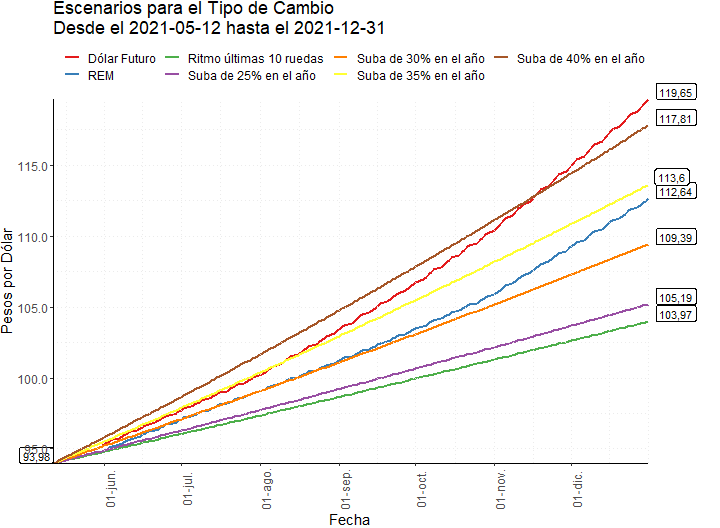 Escenarios para el Tipo de Cambio
Desde el 2021-05-12 hasta el 2021-12-31
Dólar Futuro
Ritmo últimas 10 ruedas
Suba de 30% en el año
Suba de 40% en el año
REM
Suba de 25% en el año
Suba de 35% en el año
119,65
117,81
113,6
112,64
109,39
105,19
103,97
Pesos por Dólar
115.0
110.0
105.0
100.0
95.0
93,98
01-jun.
01-jul.
01-ago.
01-sep.
01-oct.
01-nov.
01-dic.
Fecha